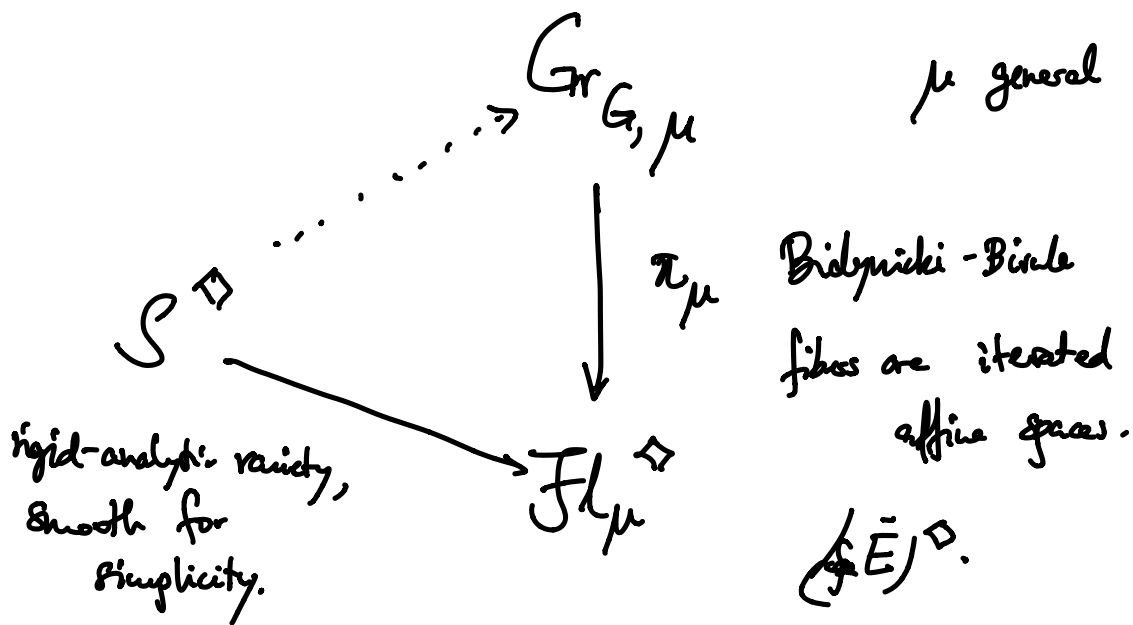 Gr_{G, μ}
μ general
S^◇
π_μ
Bialynicki-Birula
fibers are iterated
affine spaces.
rigid-analytic variety,
smooth for
simplicity.
Fl_μ^◇
Ĕ)^◇.